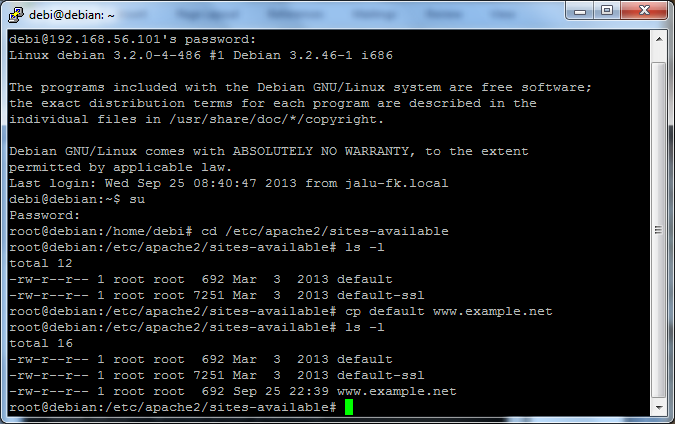 debi@debian: ~
debi@192.168.56.101's password:
Linux debian 3.2.0-4-486 #1 Debian 3.2.46-1 i686
The programs included with the Debian GNU/Linux system are free software;
the exact distribution terms for each program are described in the
individual files in /usr/share/doc/*/copyright.
Debian GNU/Linux comes with ABSOLUTELY NO WARRANTY, to the extent
permitted by applicable law.
Last login: Wed Sep 25 08:40:47 2013 from jalu-fk.local
debi@debian:~$ su
Password:
root@debian:/home/debi# cd /etc/apache2/sites-available
root@debian:/etc/apache2/sites-available# ls -l
total 12
-rw-r--r-- 1 root root  692 Mar  3  2013 default
-rw-r--r-- 1 root root 7251 Mar  3  2013 default-ssl
root@debian:/etc/apache2/sites-available# cp default www.example.net
root@debian:/etc/apache2/sites-available# ls -l
total 16
-rw-r--r-- 1 root root  692 Mar  3  2013 default
-rw-r--r-- 1 root root 7251 Mar  3  2013 default-ssl
-rw-r--r-- 1 root root  692 Sep 25 22:39 www.example.net
root@debian:/etc/apache2/sites-available#